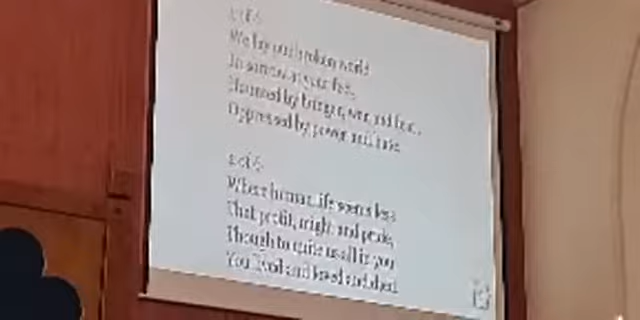 We lay our broken world
In sorrow at your feet,
Haunted by hunger, war, and fear,
Oppressed by power and hate.
Where human life seems less
Than profit, might and pride,
Though to unite us all in you
You lived and loved and died.